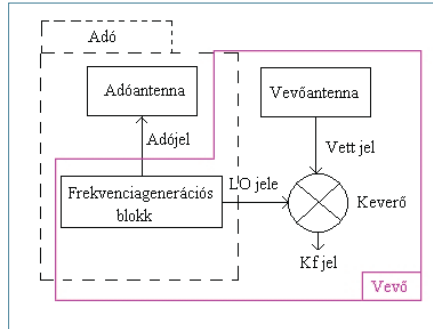 Adó
Adóantenna
Vevőantenna
Adójel
Vett jel
Frekvenciagenerációs
blokk
LO jele
Keverő
Kf jel
Vevő